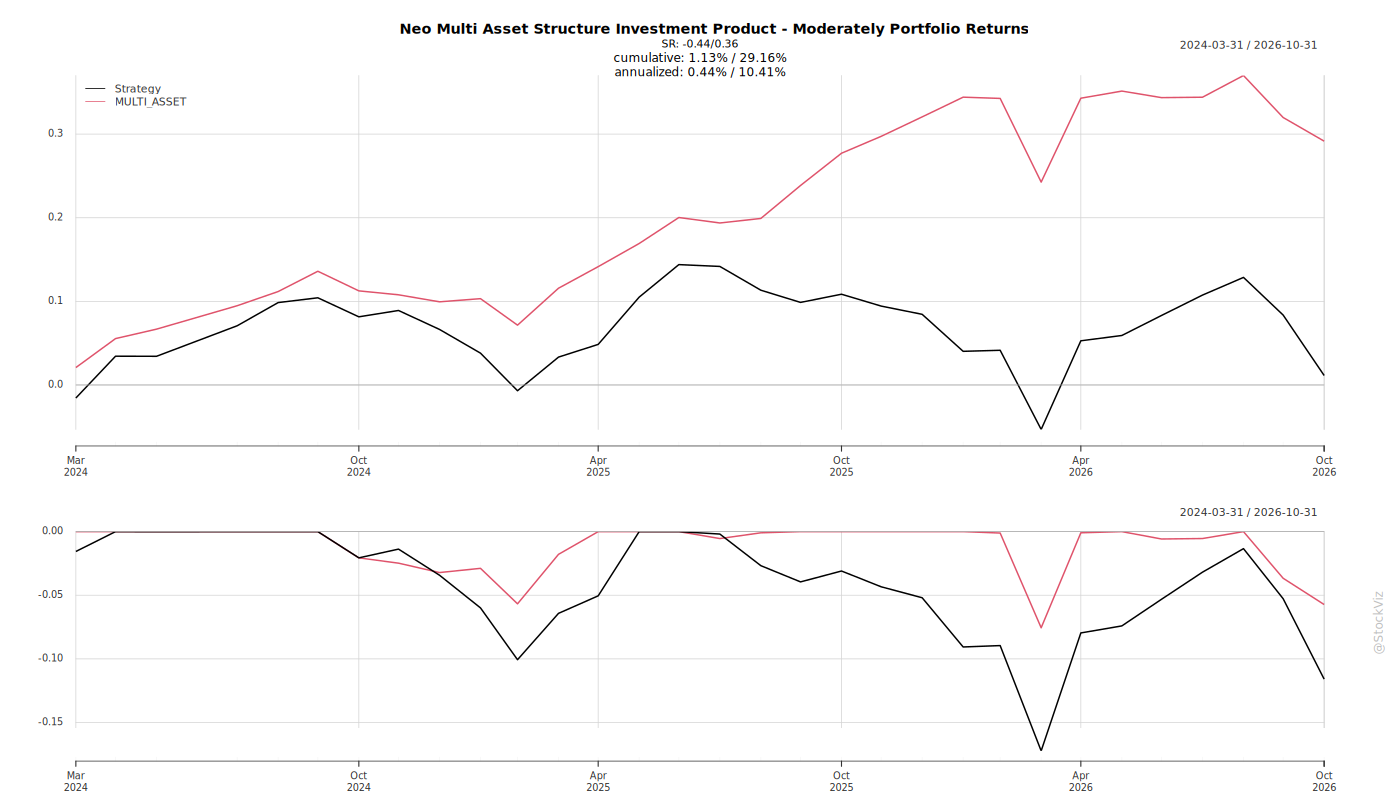 Neo Multi Asset Structure Investment Product - Moderately Portfolio Returns
SR: -0.44/0.36
cumulative: 1.13% / 29.16%
annualized: 0.44% / 10.41%
2024-03-31 / 2026-10-31
Strategy
MULTI_ASSET
0.3
0.2
0.1
0.0
Mar 2024
Oct 2024
Apr 2025
Oct 2025
Apr 2026
Oct 2026
2024-03-31 / 2026-10-31
0.00
-0.05
-0.10
-0.15
Mar 2024
Oct 2024
Apr 2025
Oct 2025
Apr 2026
Oct 2026
@StockViz